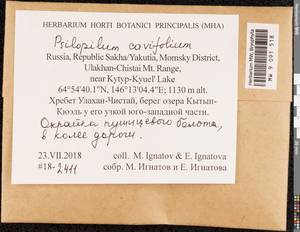 HERBARIUM HORTI BOTANICI PRINCIPALIS (MHA)
Psilopilum cavifolium
Russia, Republic Sakha/Yakutia, Momsky District,
Ulakhan-Chistai Mt. Range,
near Kytyp-Kyuel' Lake
64°54'40.1"N, 146°13'04.4"E; 1130 m alt.
Хребет Улахан-Чистай, берег озера Кытып-
Кюэль у его узкой юго-западной части.
Окрайка пушицевого болота,
в колее дороги.
23.VII.2018 coll. M. Ignatov & E. Ignatova
#18-2411 собр. М. Игнатов и Е. Игнатова
Herbarium MW, Bryophyta
MW 9 091 518